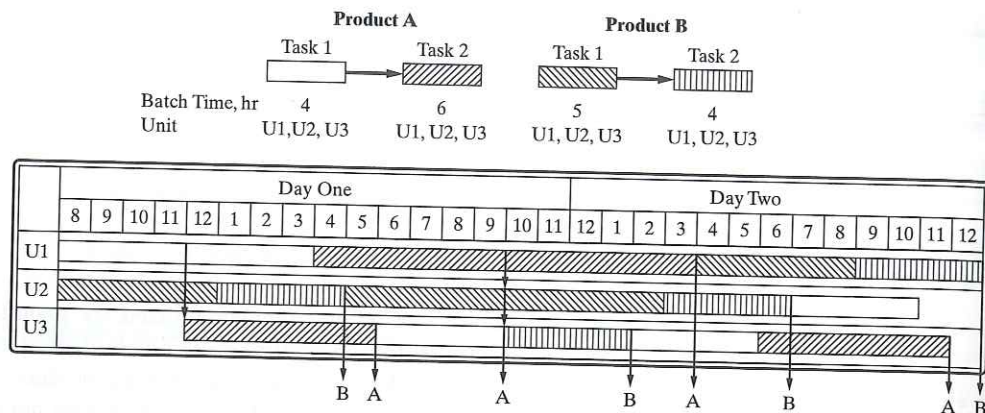 Product A
Product B
Task 1
Task 2
Task 1
Task 2
Batch Time, hr
4
6
5
4
Unit
U1,U2, U3
U1, U2, U3
U1, U2, U3
U1, U2, U3
Day One
Day Two
8 9 10 11 12 1 2 3 4 5 6 7 8 9 10 11 12 1 2 3 4 5 6 7 8 9 10 11 12
U1
U2
U3
B A A B A B A B